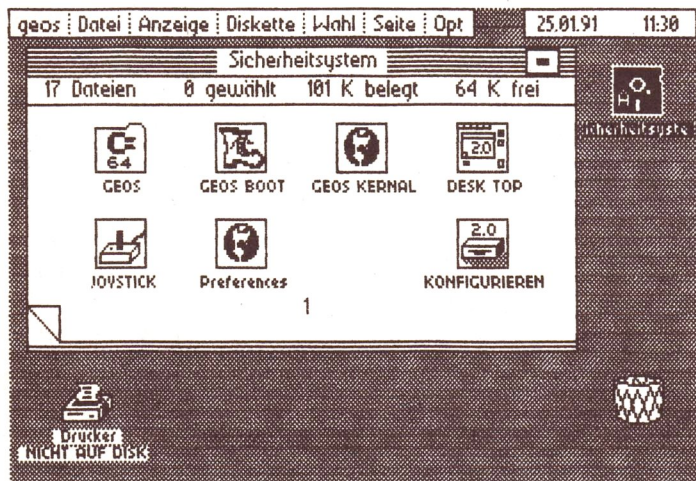 geos Datei Anzeige Diskette Wahl Seite Opt 25.01.91 11:30
Sicherheitsystem
17 Dateien 0 gewählt 101 K belegt 64 K frei
C= 64 2.0
GEOS GEOS BOOT GEOS KERNAL DESK TOP
A
icherheitsyste
2.0
JOYSTICK Preferences KONFIGURIEREN
1
Drucker
NICHT AUF DISK